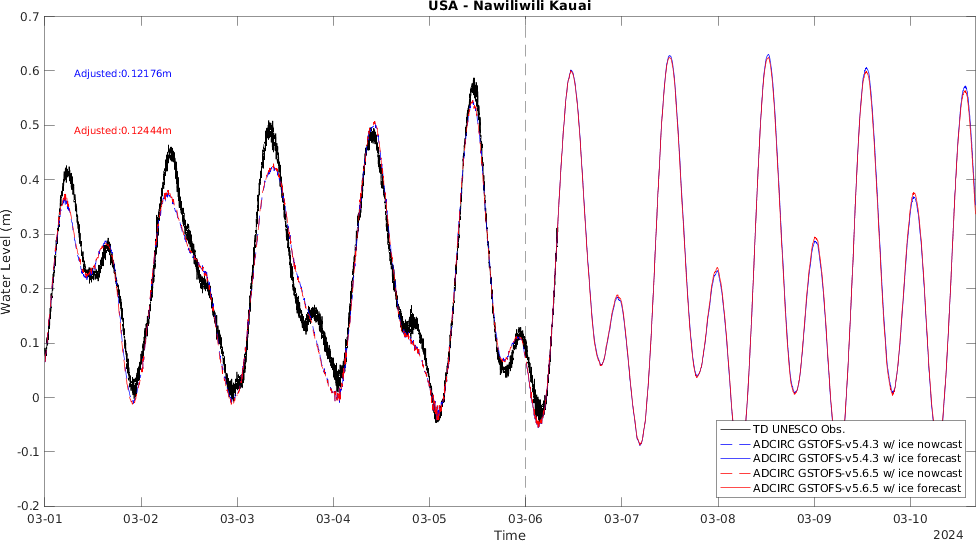 USA - Nawiliwili Kauai
0.7
0.6
0.5
0.4
0.3
0.2
0.1
0
-0.1
-0.2
Water Level (m)
Adjusted:0.12176m
Adjusted:0.12444m
TD UNESCO Obs.
ADCIRC GSTOFS-v5.4.3 w/ ice nowcast
ADCIRC GSTOFS-v5.4.3 w/ ice forecast
ADCIRC GSTOFS-v5.6.5 w/ ice nowcast
ADCIRC GSTOFS-v5.6.5 w/ ice forecast
03-01 03-02 03-03 03-04 03-05 03-06 03-07 03-08 03-09 03-10
Time
2024